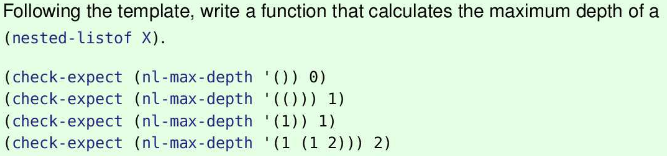 Following the template, write a function that calculates the maximum depth of a
(nested-listof X).
(check-expect (nl-max-depth '()) 0)
(check-expect (nl-max-depth '(())) 1)
(check-expect (nl-max-depth '(1)) 1)
(check-expect (nl-max-depth '(1 (1 2))) 2)